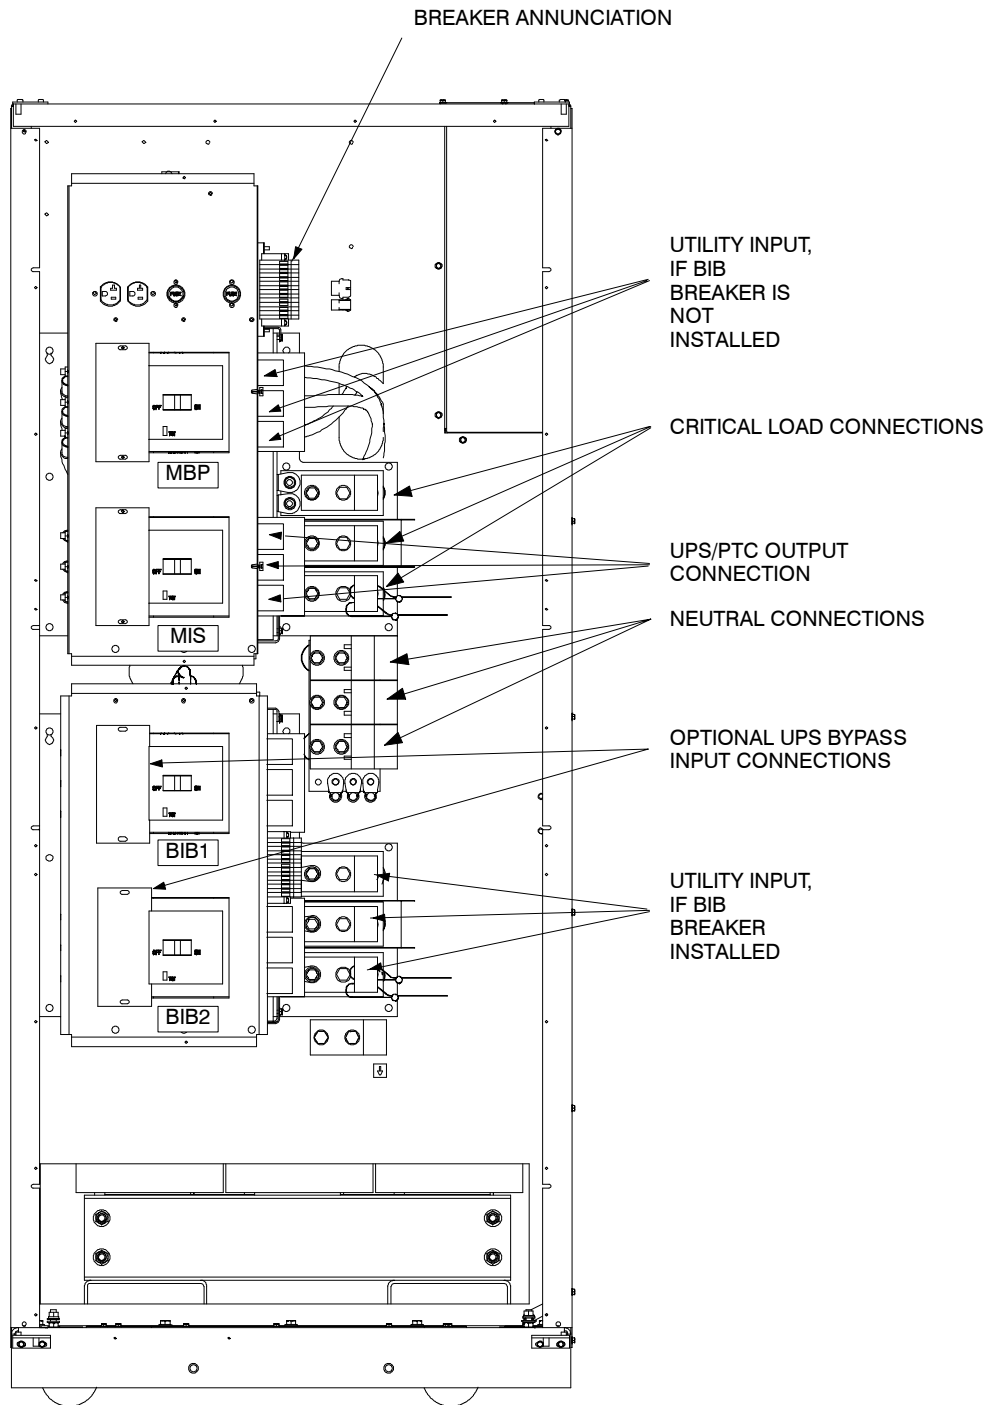 BREAKER ANNUNCIATION
UTILITY INPUT,
IF BIB
BREAKER IS
NOT
INSTALLED
CRITICAL LOAD CONNECTIONS
MBP
UPS/PTC OUTPUT
CONNECTION
NEUTRAL CONNECTIONS
MIS
OPTIONAL UPS BYPASS
INPUT CONNECTIONS
BIB1
UTILITY INPUT,
IF BIB
BREAKER
INSTALLED
BIB2